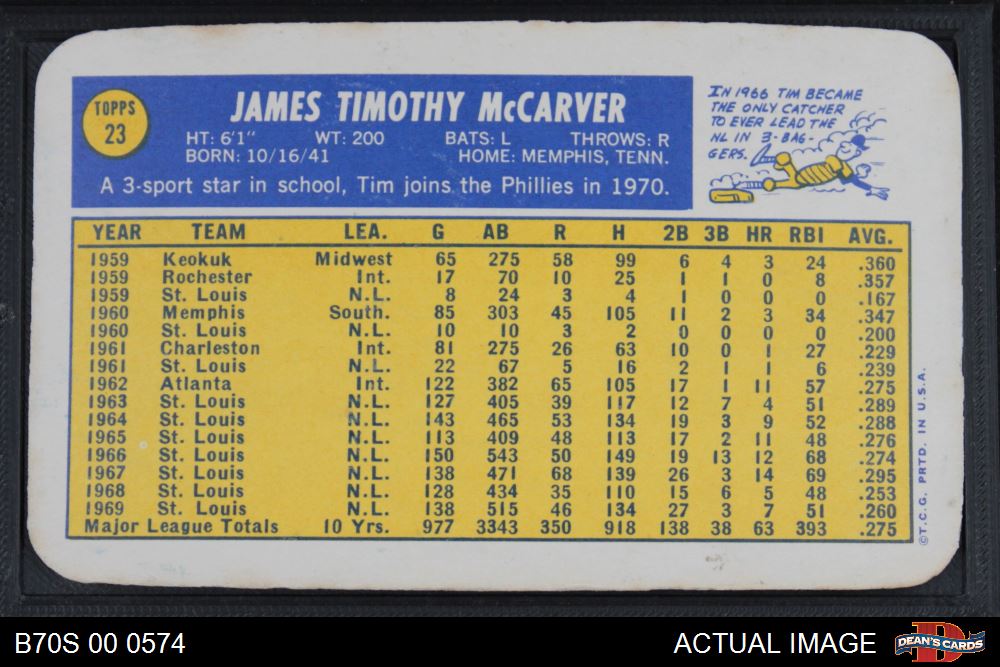 TOPPS
23
JAMES TIMOTHY McCARVER
HT: 6'1" WT: 200 BATS: L THROWS: R
BORN: 10/16/41 HOME: MEMPHIS, TENN.
A 3-sport star in school, Tim joins the Phillies in 1970.
IN 1966 TIM BECAME
THE ONLY CATCHER
TO EVER LEAD THE
NL IN 3-BAG-
GERS.
YEAR TEAM LEA. G AB R H 2B 3B HR RBI AVG.
1959 Keokuk Midwest 65 275 58 99 6 4 3 24 .360
1959 Rochester Int. 17 70 10 25 1 1 0 8 .357
1959 St. Louis N.L. 8 24 3 4 1 0 0 0 .167
1960 Memphis South. 85 303 45 105 11 2 3 34 .347
1960 St. Louis N.L. 10 10 3 2 0 0 0 0 .200
1961 Charleston Int. 81 275 26 63 10 0 1 27 .229
1961 St. Louis N.L. 22 67 5 16 2 1 1 6 .239
1962 Atlanta Int. 122 382 65 105 17 1 11 57 .275
1963 St. Louis N.L. 127 405 39 117 12 7 4 51 .289
1964 St. Louis N.L. 143 465 53 134 19 3 9 52 .288
1965 St. Louis N.L. 113 409 48 113 17 2 11 48 .276
1966 St. Louis N.L. 150 543 50 149 19 13 12 68 .274
1967 St. Louis N.L. 138 471 68 139 26 3 14 69 .295
1968 St. Louis N.L. 128 434 35 110 15 6 5 48 .253
1969 St. Louis N.L. 138 515 46 134 27 3 7 51 .260
Major League Totals 10 Yrs. 977 3343 350 918 138 38 63 393 .275
©T.C.G. PRTD. IN U.S.A.
B70S 00 0574
ACTUAL IMAGE
DEAN'S CARDS